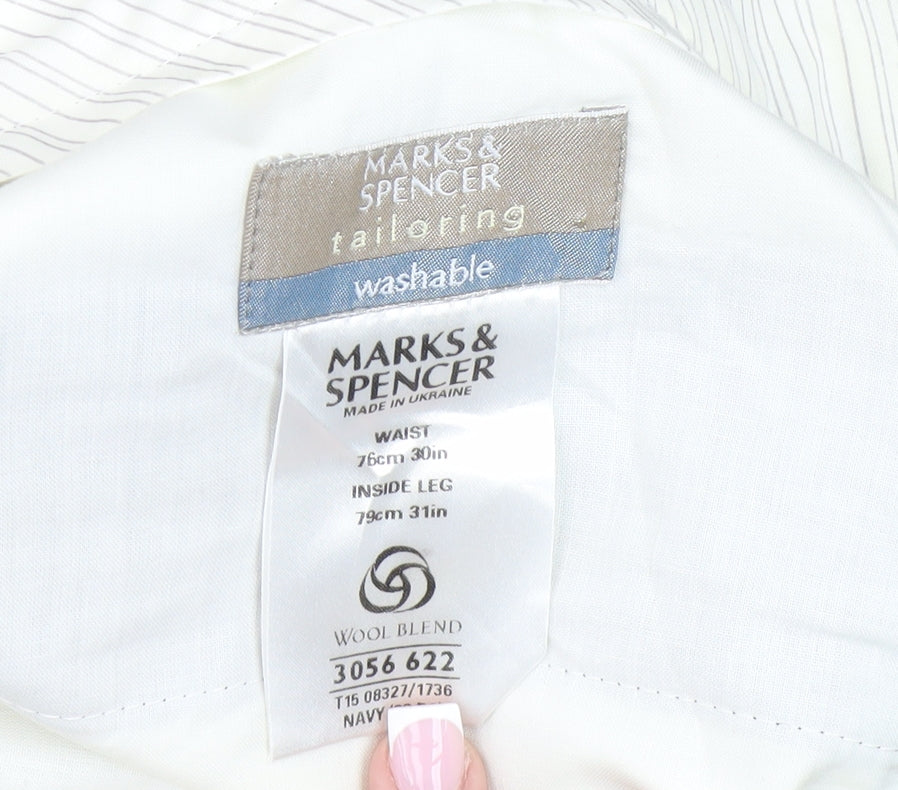 MARKS &
SPENCER
tailoring
washable
MARKS &
SPENCER
MADE IN UKRAINE
WAIST
76cm 30in
INSIDE LEG
79cm 31in
WOOL BLEND
3056 622
T15 08327/1736
NAVY